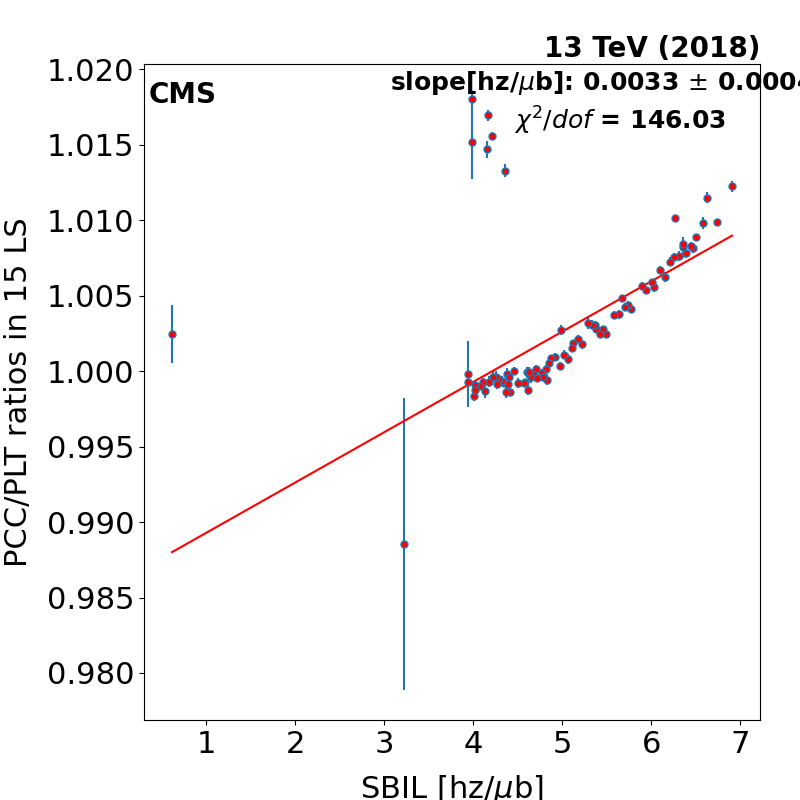 13 TeV (2018)
CMS
slope[hz/μb]: 0.0033 ± 0.0004
χ²/dof = 146.03
PCC/PLT ratios in 15 LS
1.020
1.015
1.010
1.005
1.000
0.995
0.990
0.985
0.980
1 2 3 4 5 6 7
SBIL [hz/μb]